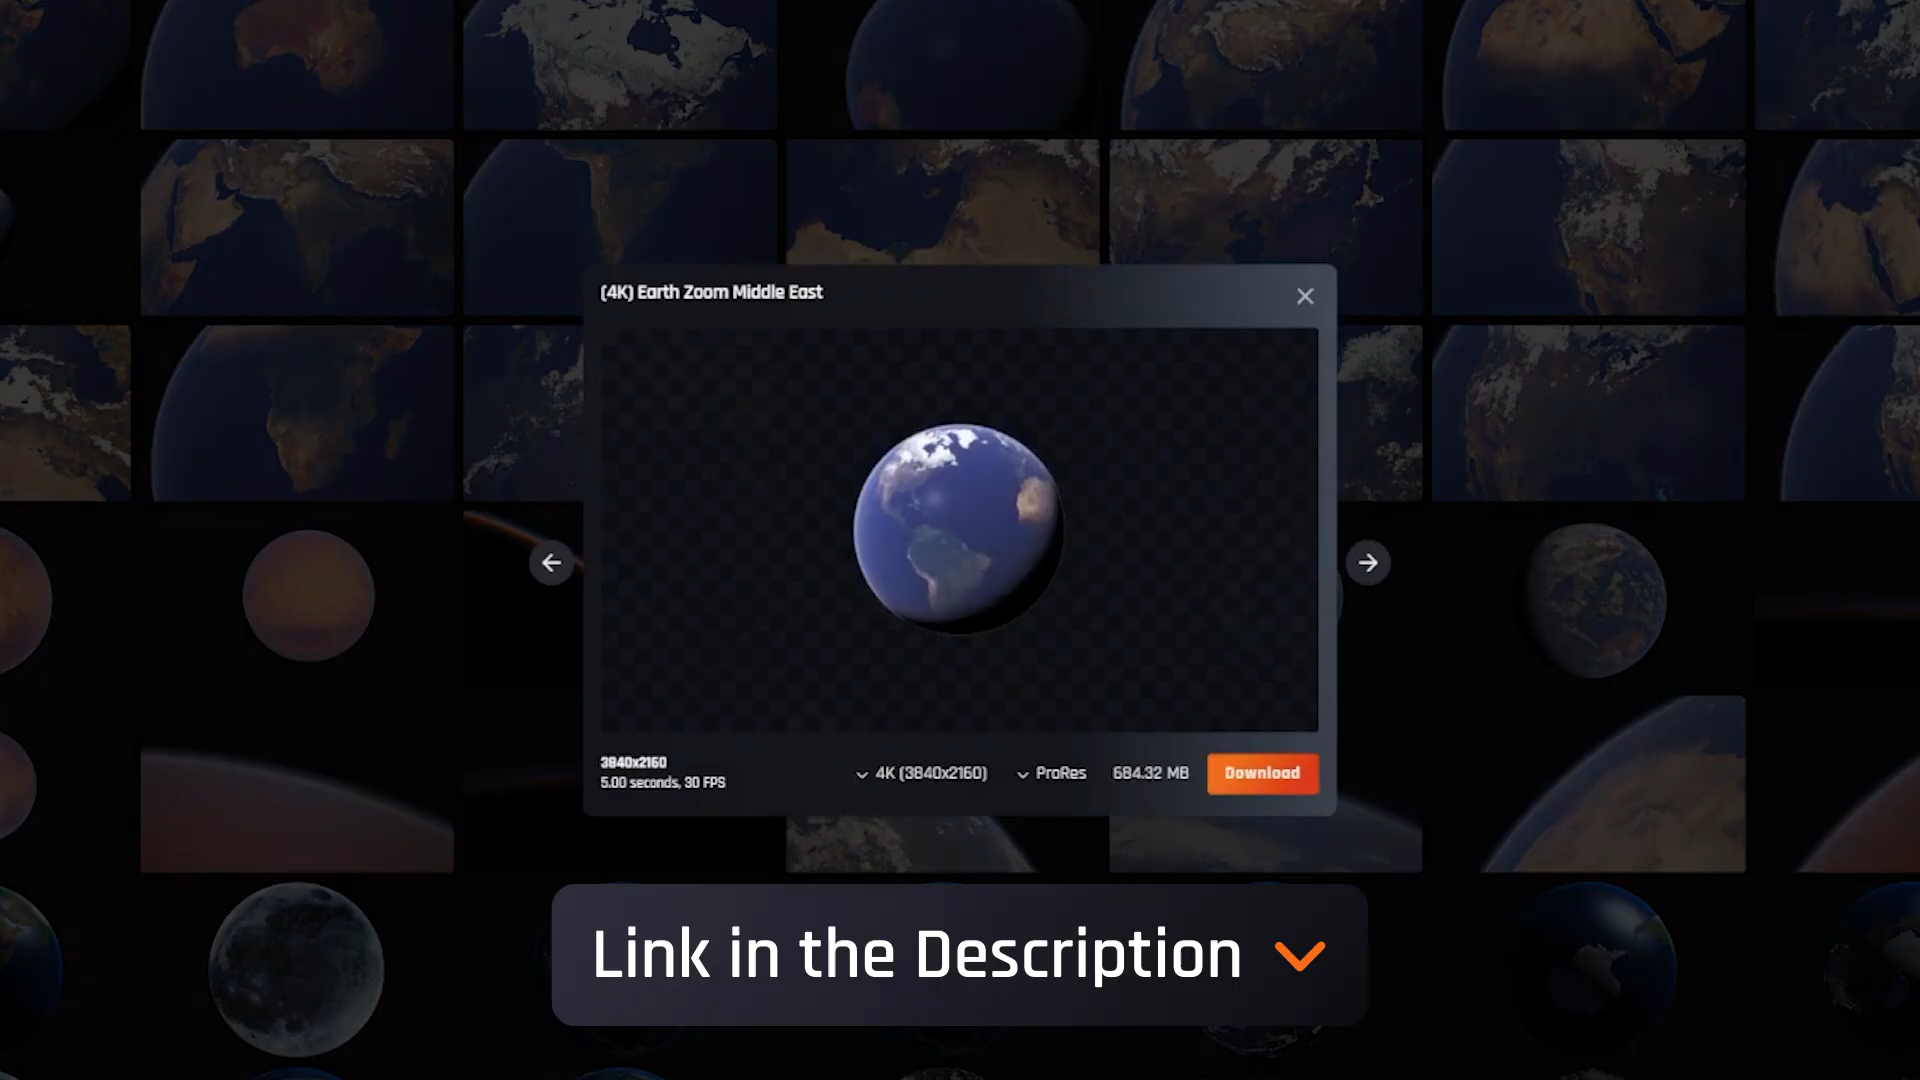 (4K) Earth Zoom Middle East
3840x2160
5.00 seconds, 30 FPS
4K (3840x2160)
ProRes
684.32 MB
Download
Link in the Description